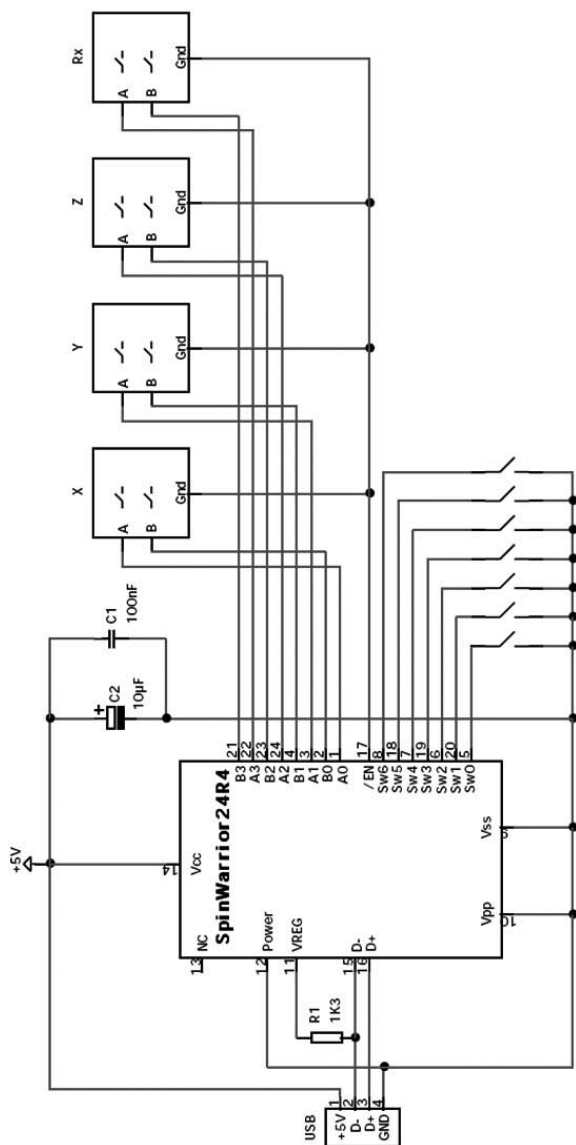 Rx
A
B
Gnd
Z
A
B
Gnd
Y
A
B
Gnd
X
A
B
Gnd
C1
100nF
+
C2
10µF
+5V
21
22
23
24
4
3
2
1
17
8
18
7
19
6
20
5
B3
A3
B2
A2
B1
A1
B0
A0
/EN
Sw6
Sw5
Sw4
Sw3
Sw2
Sw1
Sw0
14
Vcc
SpinWarrior24R4
Vss
9
Vpp
10
NC
13
Power
12
VREG
11
D-
15
D+
16
R1
1K3
USB
+5V
1
D-
2
D+
3
GND
4